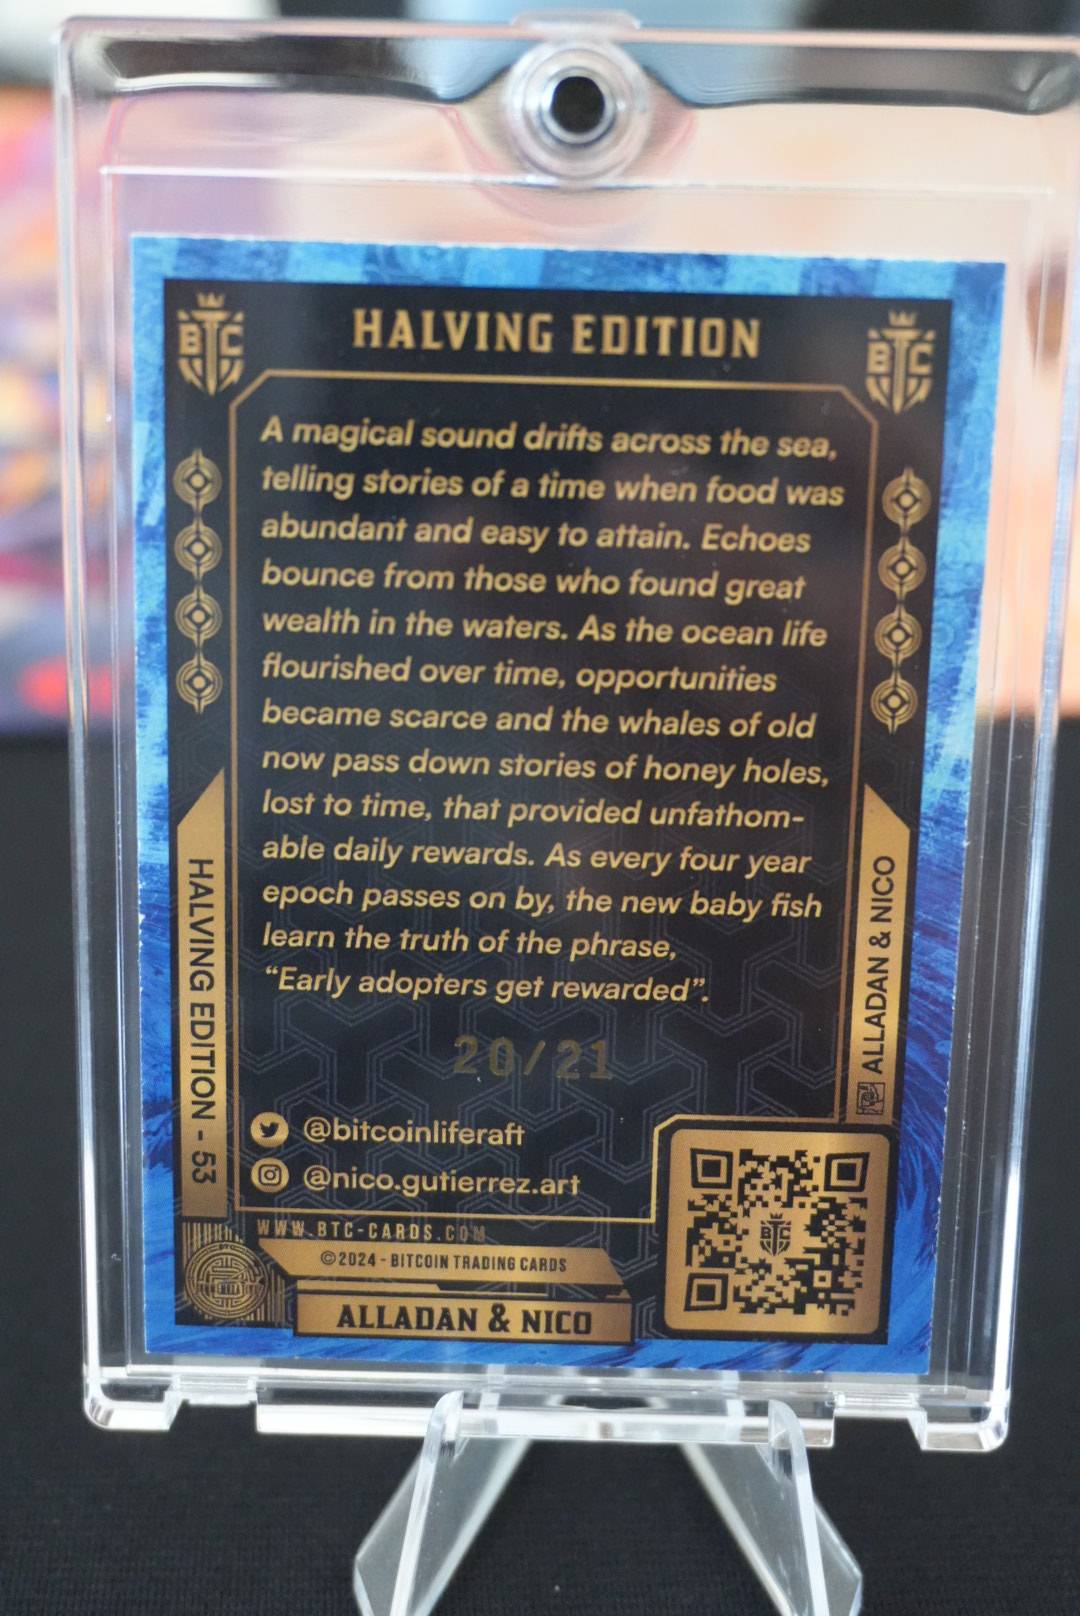 BTC
HALVING EDITION
BTC
A magical sound drifts across the sea,
telling stories of a time when food was
abundant and easy to attain. Echoes
bounce from those who found great
wealth in the waters. As the ocean life
flourished over time, opportunities
became scarce and the whales of old
now pass down stories of honey holes,
lost to time, that provided unfathom-
able daily rewards. As every four year
epoch passes on by, the new baby fish
learn the truth of the phrase,
“Early adopters get rewarded”.
20/21
HALVING EDITION - 53
ALLADAN & NICO
@bitcoinliferaft
@nico.gutierrez.art
WWW.BTC-CARDS.COM
©2024 - BITCOIN TRADING CARDS
ALLADAN & NICO
BTC